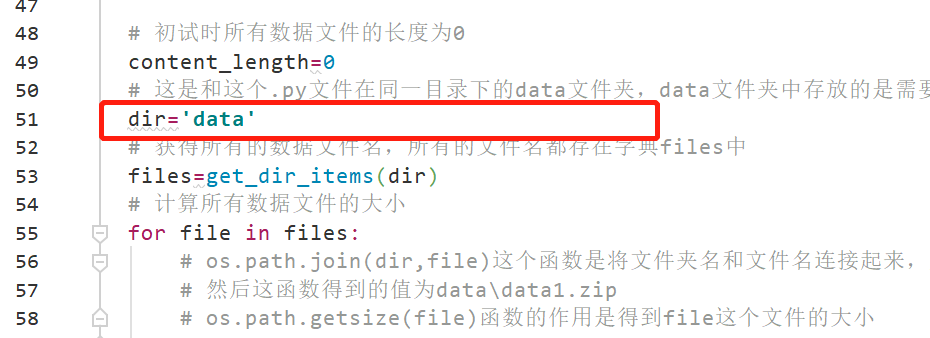 47
48 # 初试时所有数据文件的长度为0
49 content_length=0
50 # 这是和这个.py文件在同一目录下的data文件夹，data文件夹中存放的是需要
51 dir='data'
52 # 获得所有的数据文件名，所有的文件名都存在字典files中
53 files=get_dir_items(dir)
54 # 计算所有数据文件的大小
55 for file in files:
56 # os.path.join(dir,file)这个函数是将文件夹名和文件名连接起来，
57 # 然后这函数得到的值为data\data1.zip
58 # os.path.getsize(file)函数的作用是得到file这个文件的大小